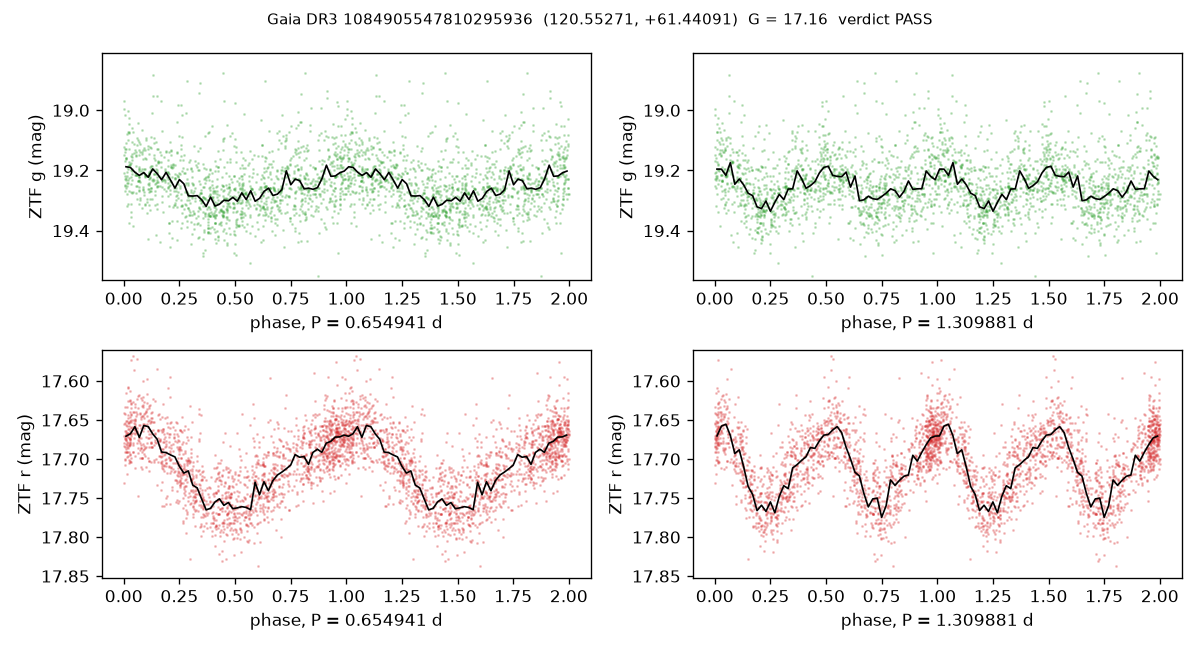 Gaia DR3 1084905547810295936 (120.55271, +61.44091) G = 17.16 verdict PASS
ZTF g (mag)
19.0
19.2
19.4
0.00 0.25 0.50 0.75 1.00 1.25 1.50 1.75 2.00
phase, P = 0.654941 d
ZTF g (mag)
19.0
19.2
19.4
0.00 0.25 0.50 0.75 1.00 1.25 1.50 1.75 2.00
phase, P = 1.309881 d
ZTF r (mag)
17.60
17.65
17.70
17.75
17.80
17.85
0.00 0.25 0.50 0.75 1.00 1.25 1.50 1.75 2.00
phase, P = 0.654941 d
ZTF r (mag)
17.60
17.65
17.70
17.75
17.80
17.85
0.00 0.25 0.50 0.75 1.00 1.25 1.50 1.75 2.00
phase, P = 1.309881 d